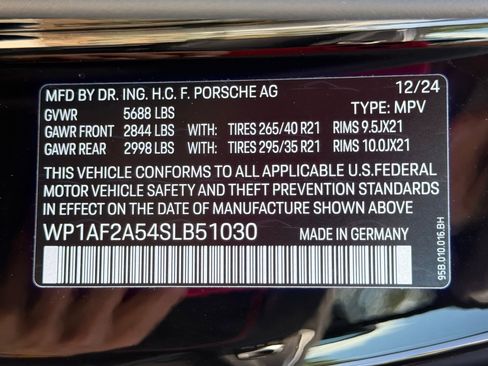 MFD BY DR. ING. H.C. F. PORSCHE AG 12/24
GVWR 5688 LBS TYPE: MPV
GAWR FRONT 2844 LBS WITH: TIRES 265/40 R21 RIMS 9.5JX21
GAWR REAR 2998 LBS WITH: TIRES 295/35 R21 RIMS 10.0JX21
THIS VEHICLE CONFORMS TO ALL APPLICABLE U.S.FEDERAL
MOTOR VEHICLE SAFETY AND THEFT PREVENTION
STANDARDS IN EFFECT ON THE DATE OF MANUFACTURE SHOWN ABOVE
WP1AF2A54SLB51030 MADE IN GERMANY
95B.010.016.BH